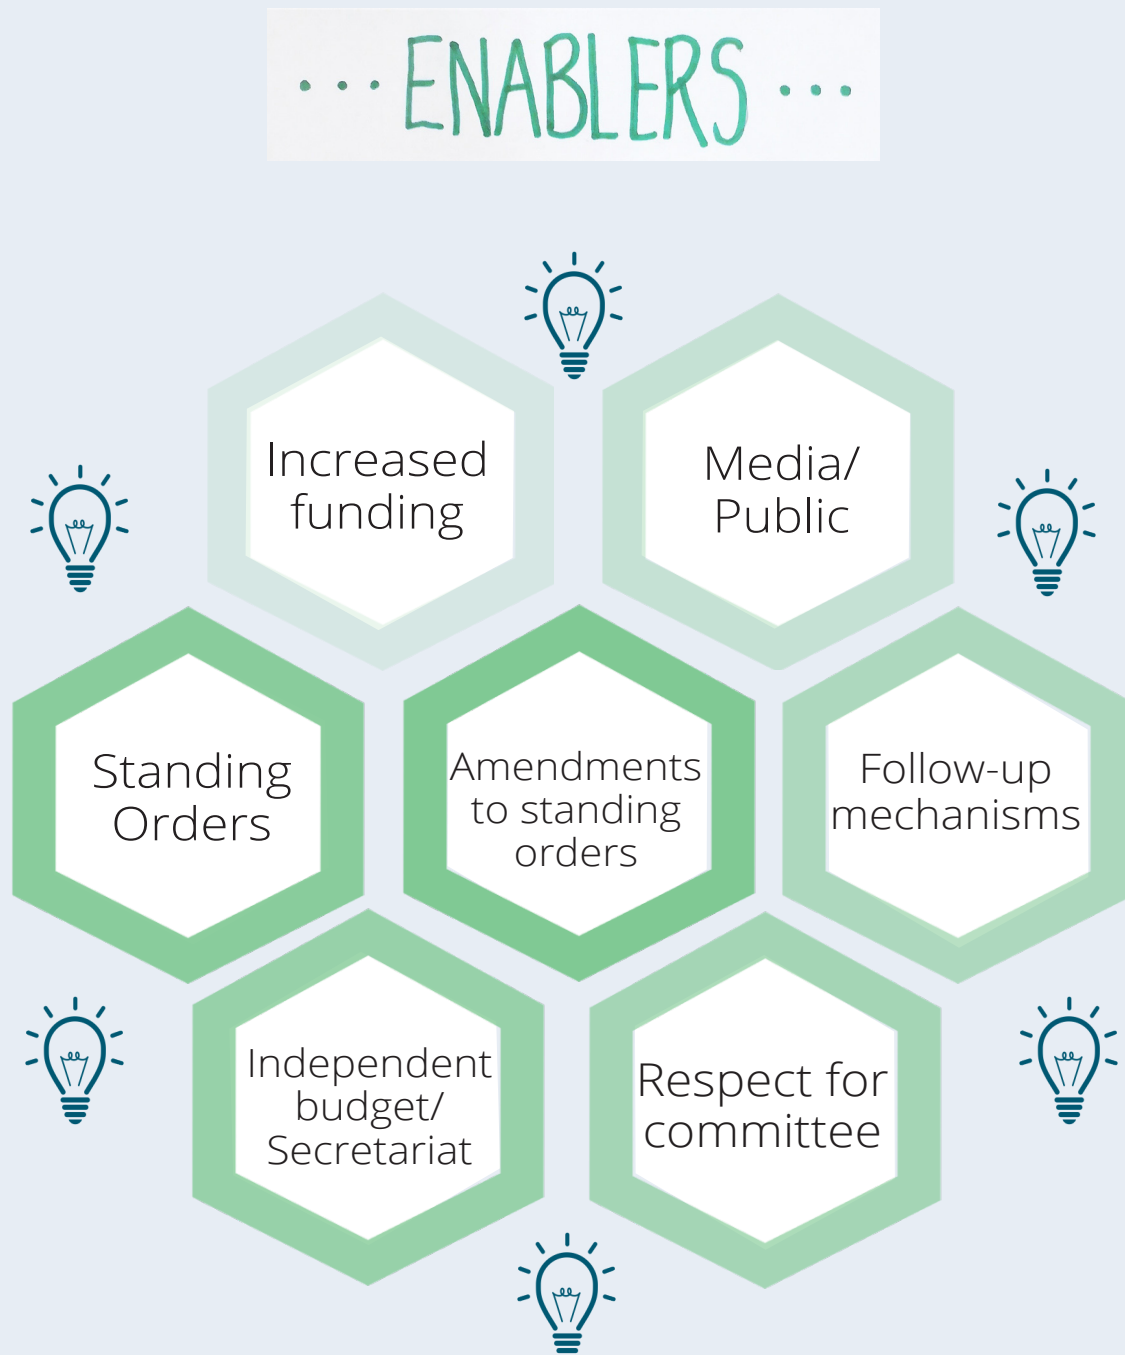 ... ENABLERS ...
Increased
funding
Media/
Public
Standing
Orders
Amendments
to standing
orders
Follow-up
mechanisms
Independent
budget/
Secretariat
Respect for
committee